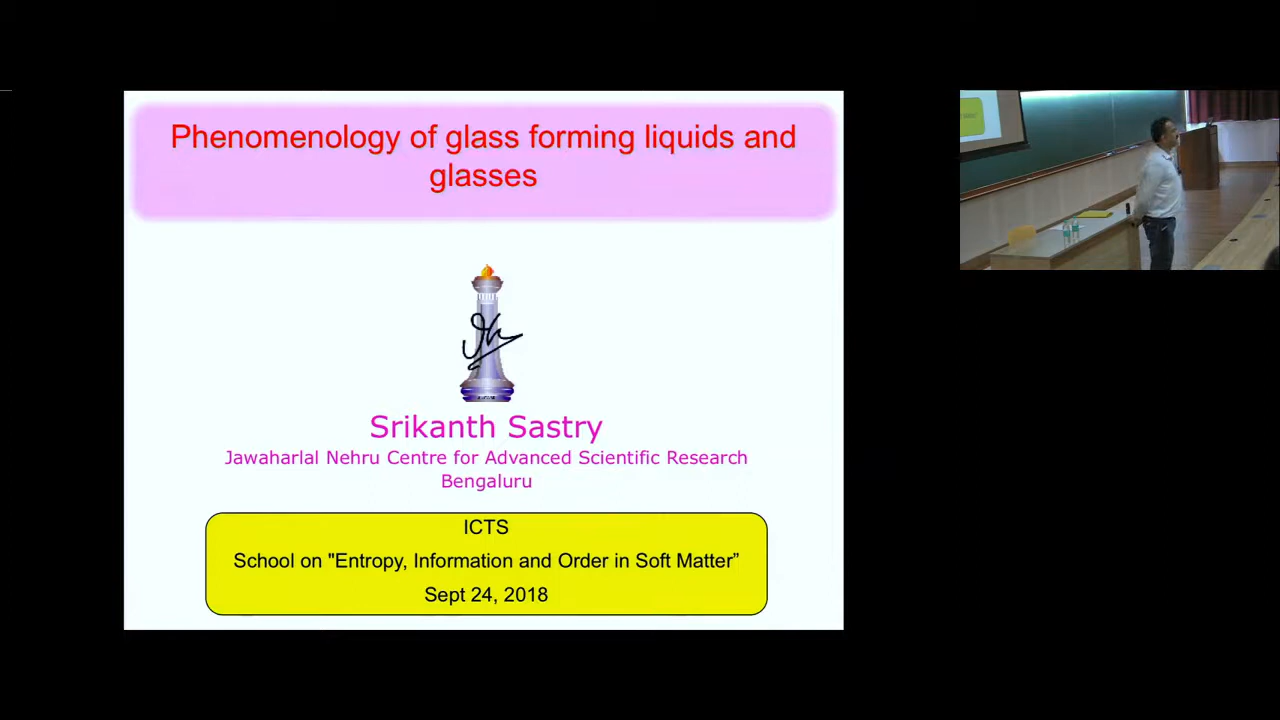 Phenomenology of glass forming liquids and
glasses
Srikanth Sastry
Jawaharlal Nehru Centre for Advanced Scientific Research
Bengaluru
ICTS
School on "Entropy, Information and Order in Soft Matter”
Sept 24, 2018